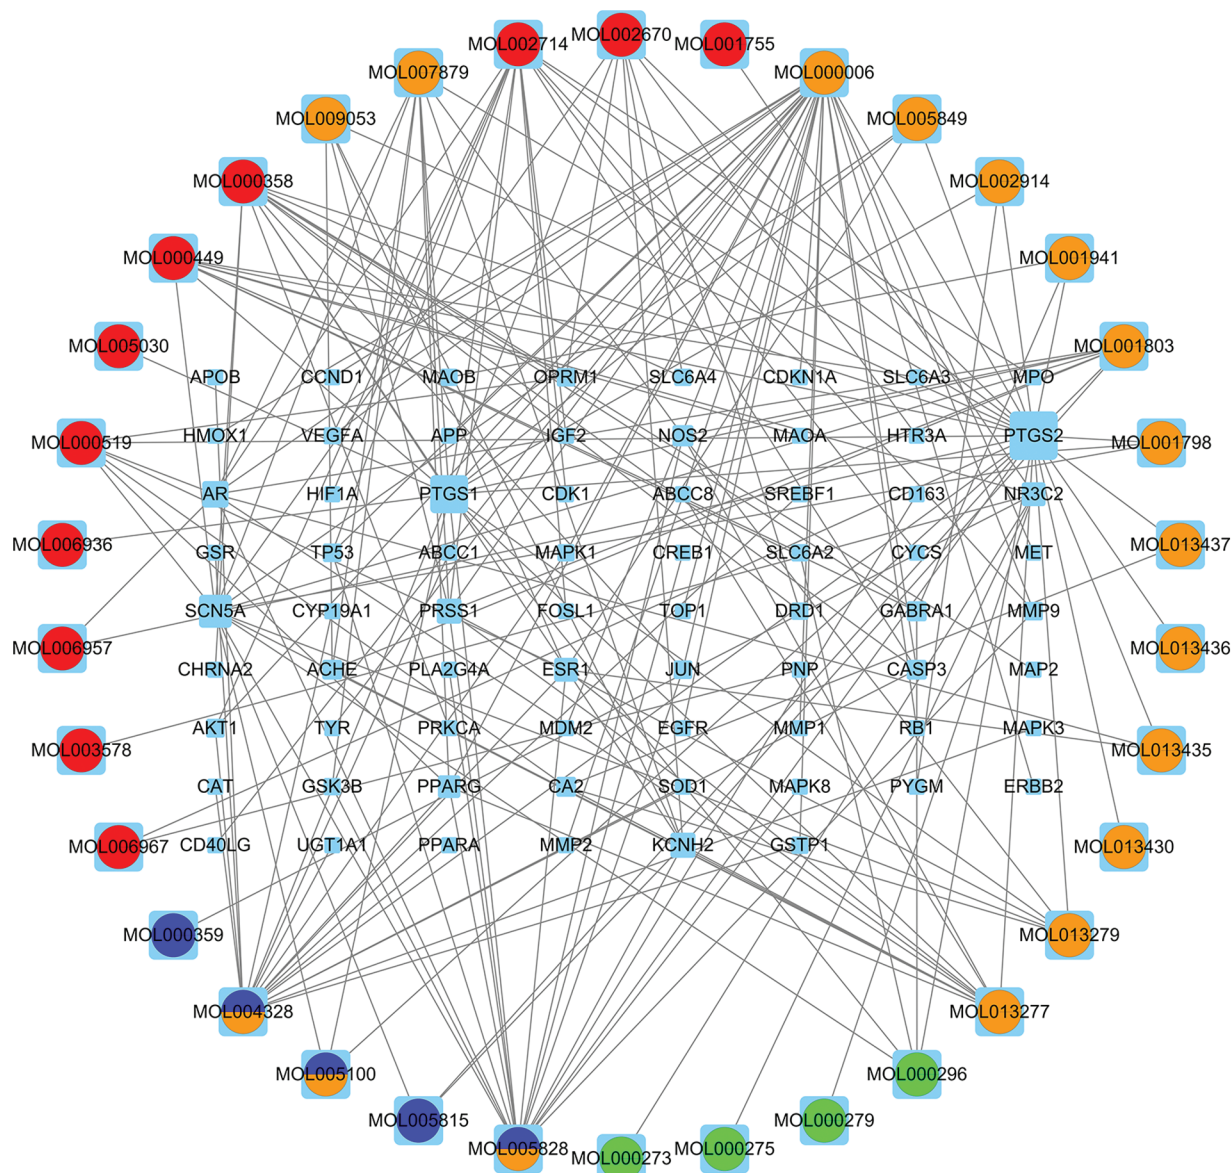 MOL002670
MOL002714
MOL001755
MOL007879
MOL000006
MOL009053
MOL005849
MOL000358
MOL002914
MOL000449
MOL001941
MOL005030
MOL001803
APOB CCND1 MAOB OPRM1 SLC6A4 CDKN1A SLC6A3 MPO
HMOX1 VEGFA APP IGF2 NOS2 MAOA HTR3A PTGS2
MOL000519
MOL001798
AR HIF1A PTGS1 CDK1 ABCC8 SREBF1 CD163 NR3C2
MOL006936
MOL013437
GSR TP53 ABCC1 MAPK1 CREB1 SLC6A2 CYCS MET
SCN5A CYP19A1 PRSS1 FOSL1 TOP1 DRD1 GABRA1 MMP9
MOL006957
MOL013436
CHRNA2 ACHE PLA2G4A ESR1 JUN PNP CASP3 MAP2
AKT1 TYR PRKCA MDM2 EGFR MMP1 RB1 MAPK3
MOL003578
MOL013435
CAT GSK3B PPARG CA2 SOD1 MAPK8 PYGM ERBB2
MOL006967 CD40LG UGT1A1 PPARA MMP2 KCNH2 GSTP1 MOL013430
MOL000359
MOL013279
MOL004328
MOL013277
MOL005100
MOL000296
MOL005815
MOL000279
MOL005828
MOL000275
MOL000273